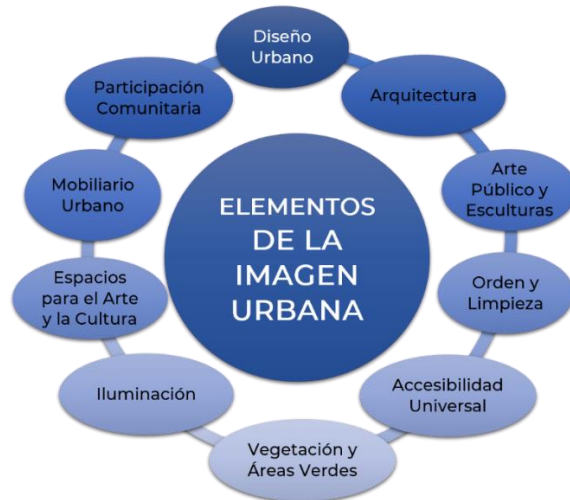 Diseño
Urbano
Arquitectura
Arte
Público y
Esculturas
Orden y
Limpieza
Accesibilidad
Universal
Vegetación y
Áreas Verdes
Iluminación
Espacios
para el Arte
y la Cultura
Mobiliario
Urbano
Participación
Comunitaria
ELEMENTOS
DE LA
IMAGEN
URBANA